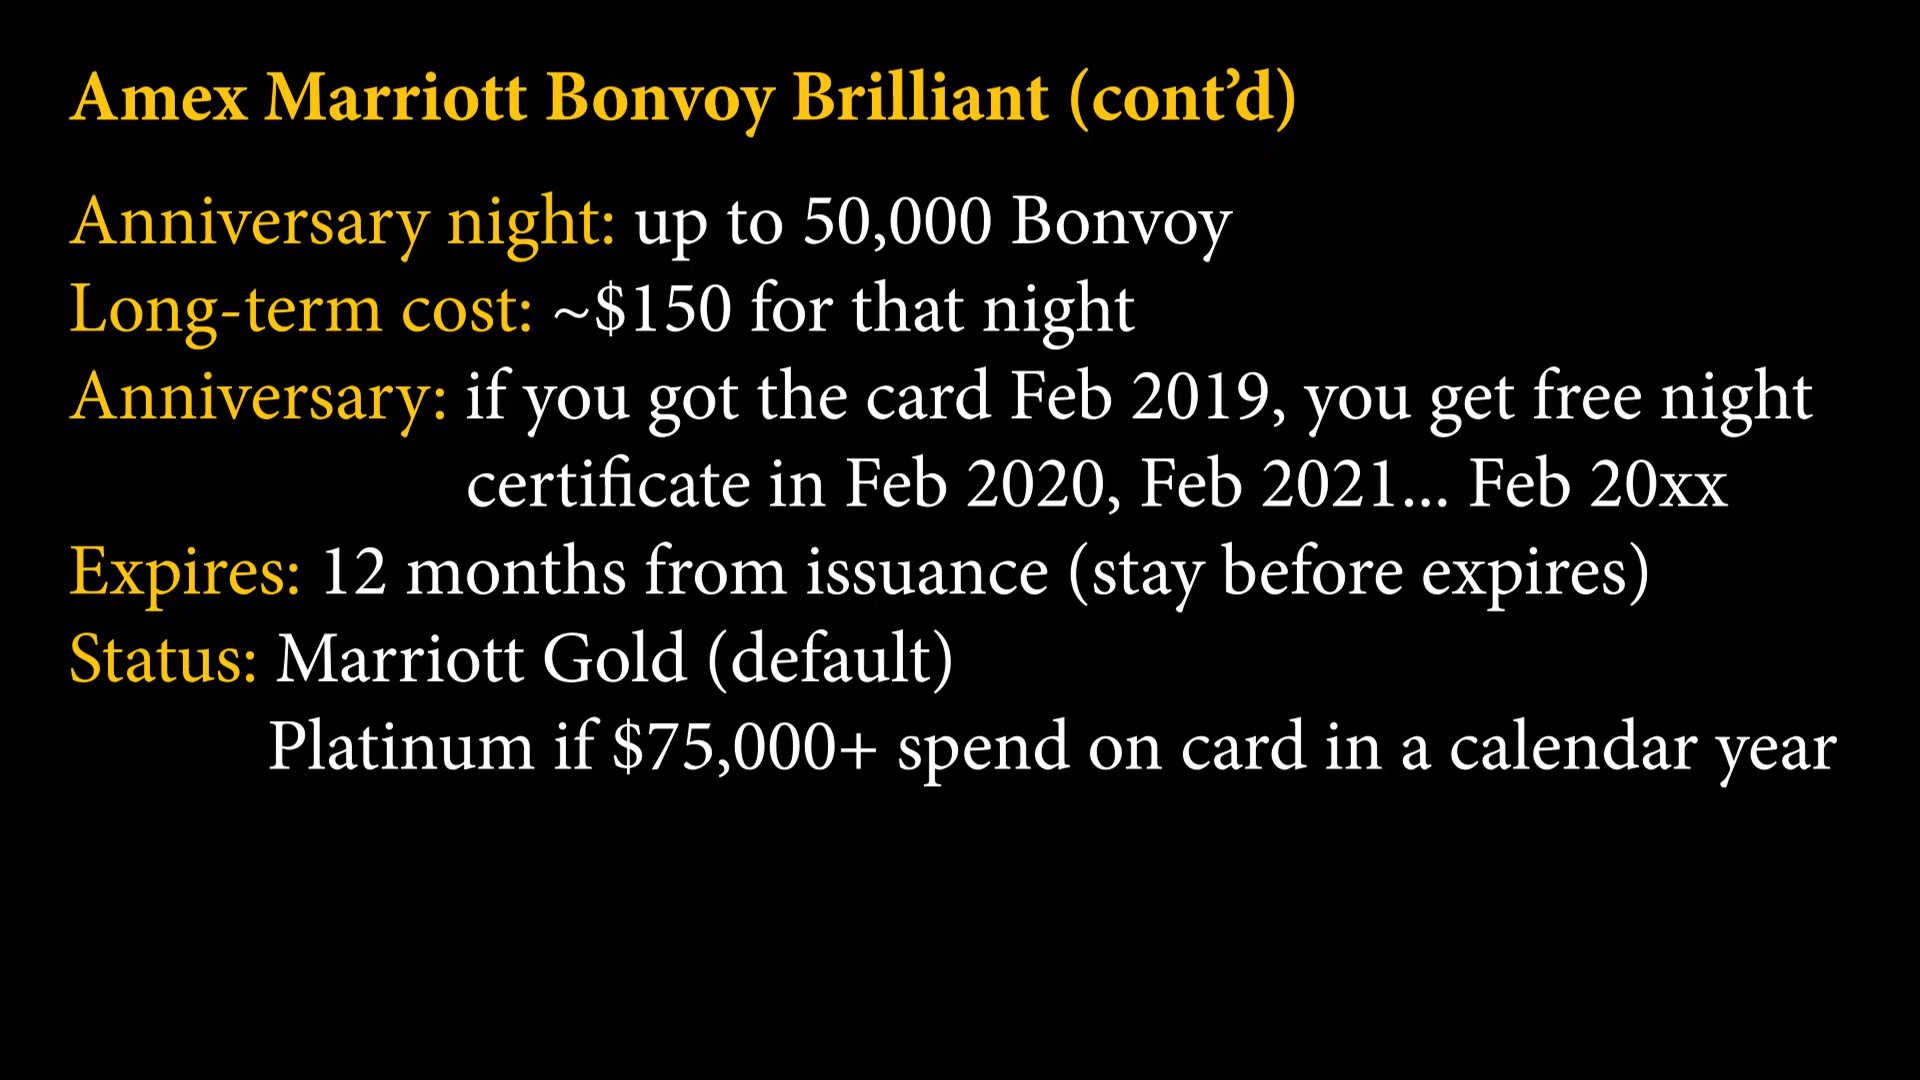 Amex Marriott Bonvoy Brilliant (cont’d)
Anniversary night: up to 50,000 Bonvoy
Long-term cost: ~$150 for that night
Anniversary: if you got the card Feb 2019, you get free night
certificate in Feb 2020, Feb 2021... Feb 20xx
Expires: 12 months from issuance (stay before expires)
Status: Marriott Gold (default)
Platinum if $75,000+ spend on card in a calendar year